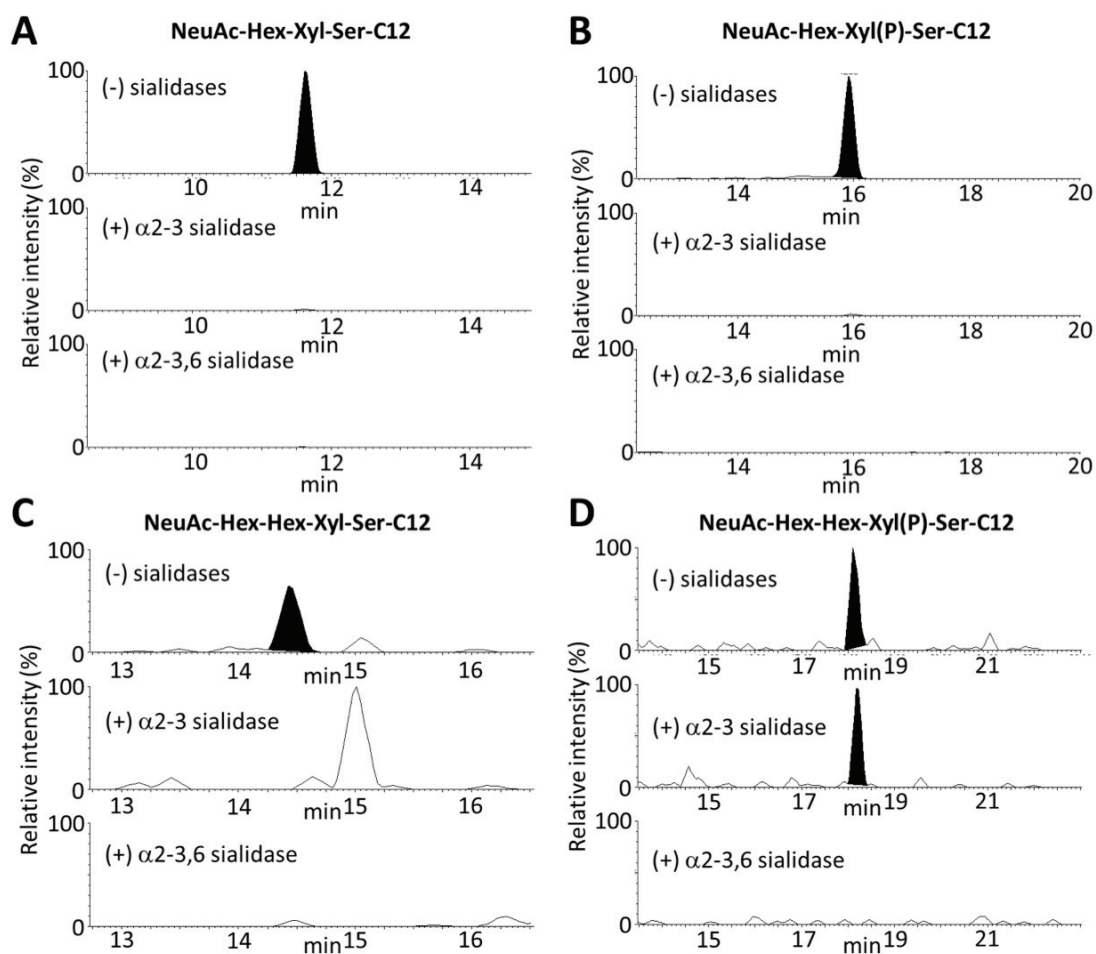 A
NeuAc-Hex-Xyl-Ser-C12
100
(-) sialidases
0
10 12 14
min
100
(+) α2-3 sialidase
0
10 12 14
min
100
(+) α2-3,6 sialidase
0
10 12 14
min
Relative intensity (%)
B
NeuAc-Hex-Xyl(P)-Ser-C12
100
(-) sialidases
0
14 16 18 20
min
100
(+) α2-3 sialidase
0
14 16 18 20
min
100
(+) α2-3,6 sialidase
0
14 16 18 20
min
Relative intensity (%)
C
NeuAc-Hex-Hex-Xyl-Ser-C12
100
(-) sialidases
0
13 14 min 15 16
100
(+) α2-3 sialidase
0
13 14 min 15 16
100
(+) α2-3,6 sialidase
0
13 14 min 15 16
Relative intensity (%)
D
NeuAc-Hex-Hex-Xyl(P)-Ser-C12
100
(-) sialidases
0
15 17 min 19 21
100
(+) α2-3 sialidase
0
15 17 min 19 21
100
(+) α2-3,6 sialidase
0
15 17 min 19 21
Relative intensity (%)